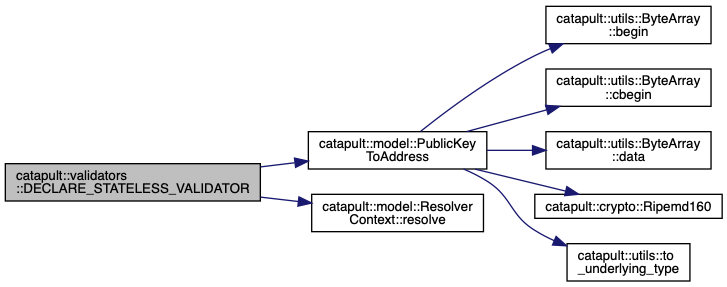 catapult::utils::ByteArray
::begin
catapult::utils::ByteArray
::cbegin
catapult::model::PublicKey
ToAddress
catapult::utils::ByteArray
::data
catapult::validators
::DECLARE_STATELESS_VALIDATOR
catapult::model::Resolver
Context::resolve
catapult::crypto::Ripemd160
catapult::utils::to
_underlying_type